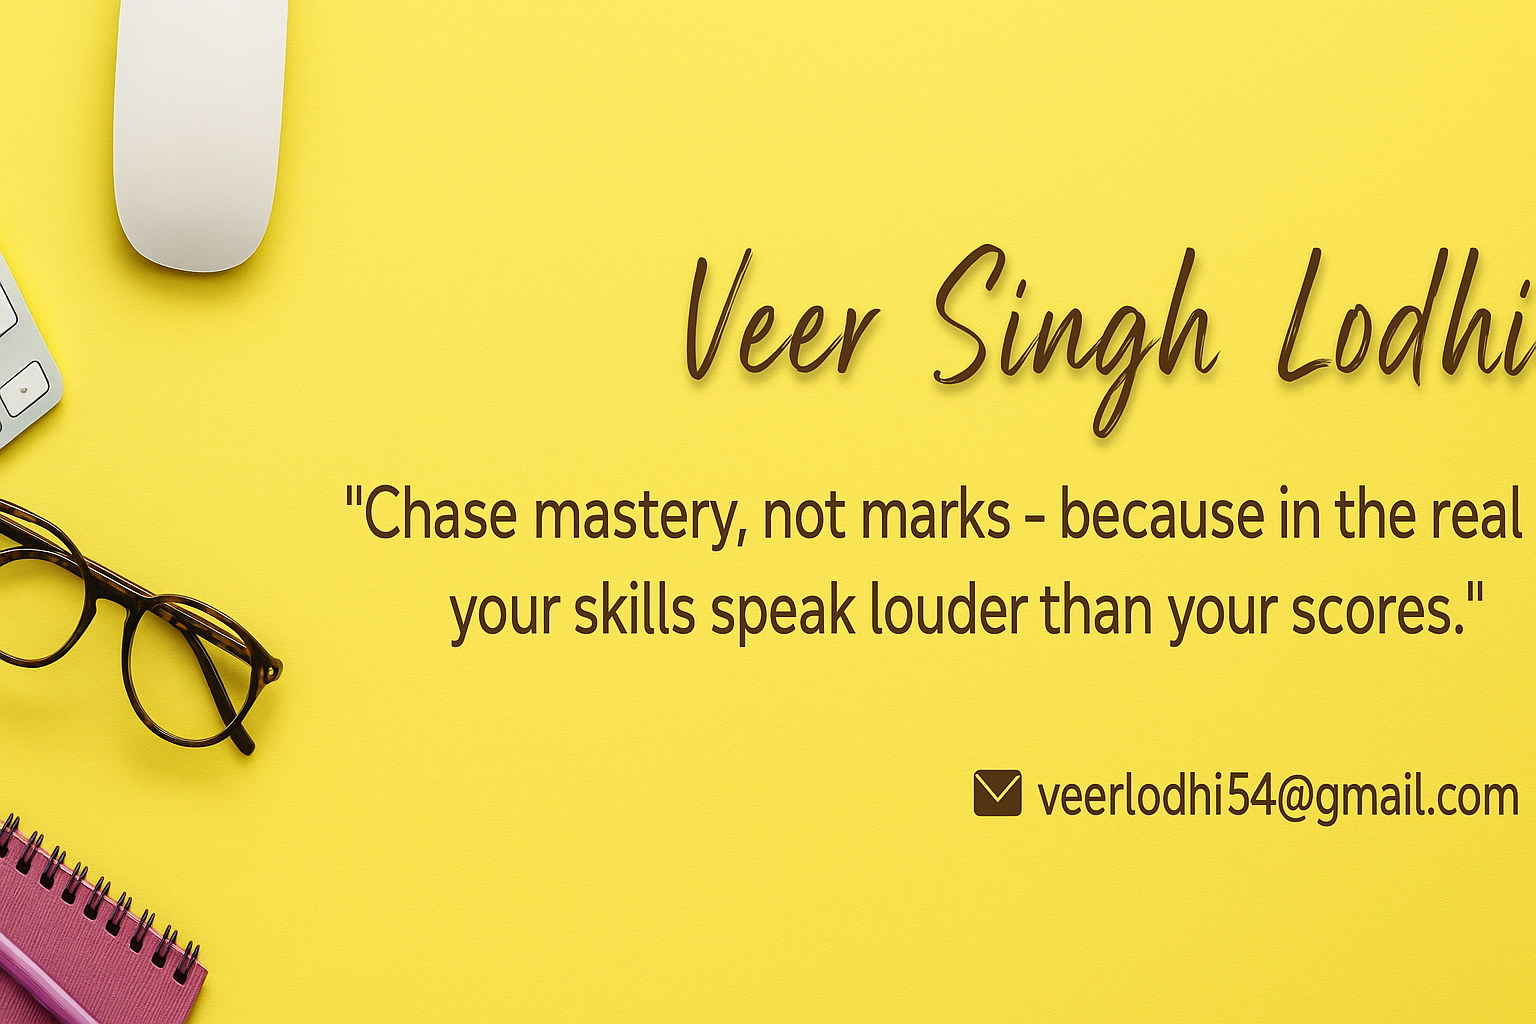 Veer Singh Lodhi
"Chase mastery, not marks - because in the real
your skills speak louder than your scores."
veerlodhi54@gmail.com